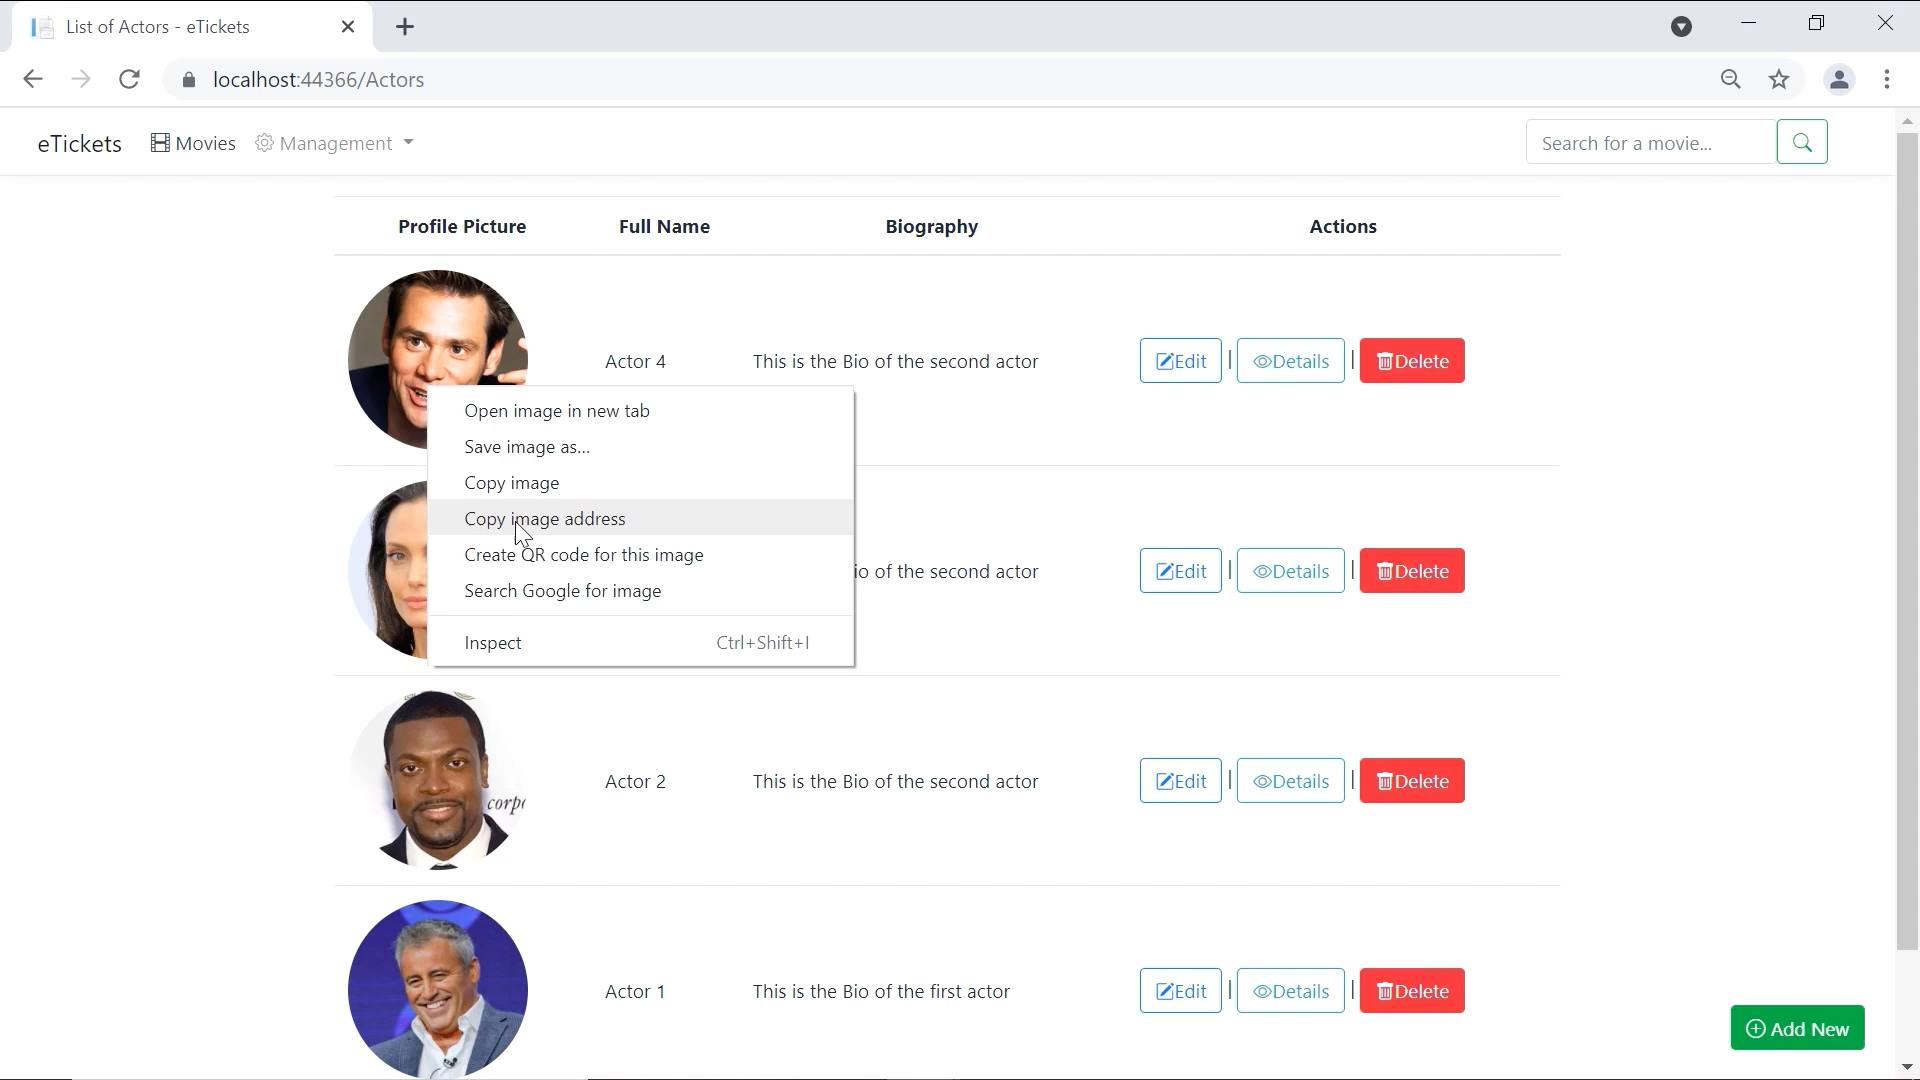 List of Actors - eTickets
localhost:44366/Actors
eTickets Movies Management Search for a movie...
Profile Picture Full Name Biography Actions
Actor 4 This is the Bio of the second actor Edit | Details | Delete
Open image in new tab
Save image as...
Copy image
Copy image address
Create QR code for this image
Search Google for image
Inspect Ctrl+Shift+I
io of the second actor Edit | Details | Delete
corp
Actor 2 This is the Bio of the second actor Edit | Details | Delete
Actor 1 This is the Bio of the first actor Edit | Details | Delete
Add New